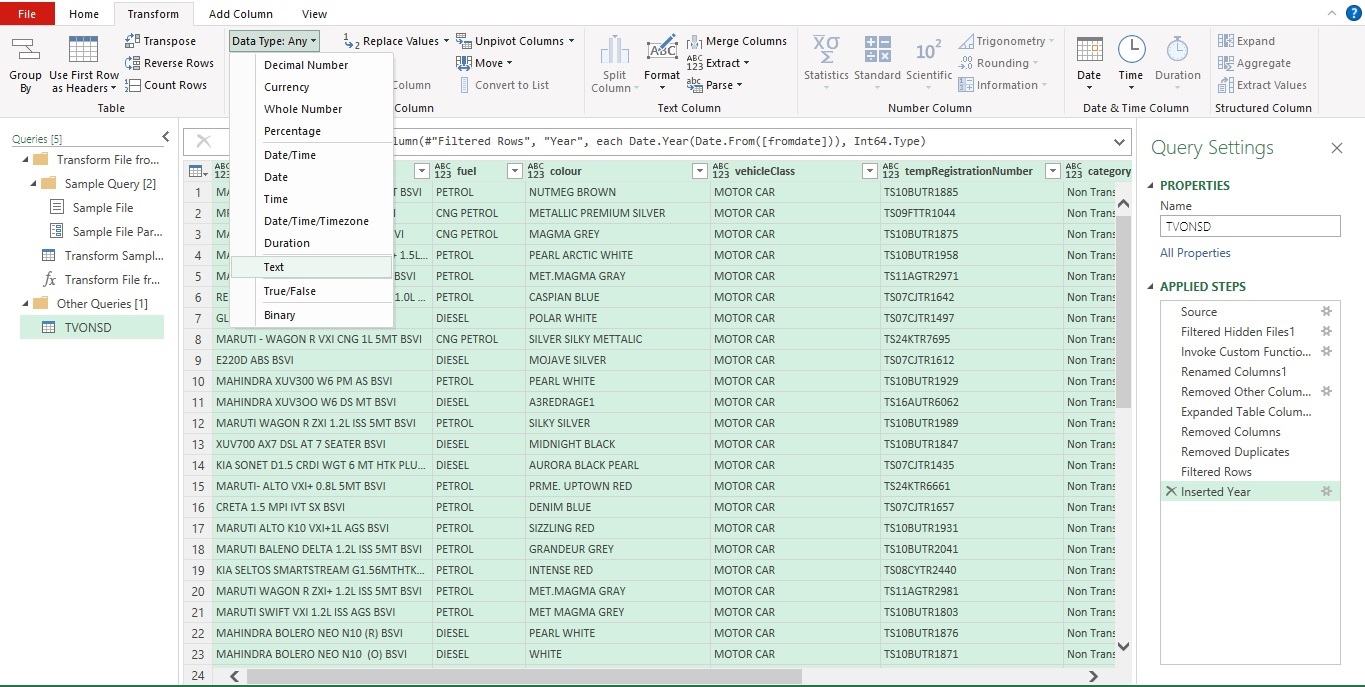 File Home Transform Add Column View
Group By
Use First Row as Headers
Transpose
Reverse Rows
Count Rows
Table
Data Type: Any
Replace Values
Unpivot Columns
Move
Convert to List
Column
Split Column
Format
Merge Columns
Extract
Parse
Text Column
Statistics
Standard
Scientific
Trigonometry
Rounding
Information
Number Column
Date
Time
Duration
Date & Time Column
Expand
Aggregate
Extract Values
Structured Column
Decimal Number
Currency
Whole Number
Percentage
Date/Time
Date
Time
Date/Time/Timezone
Duration
Text
True/False
Binary
Queries [5]
Transform File fro...
Sample Query [2]
Sample File
Sample File Par...
Transform Sampl...
Transform File fr...
Other Queries [1]
TVONSD
olumn(#"Filtered Rows", "Year", each Date.Year(Date.From([fromdate])), Int64.Type)
fuel colour vehicleClass tempRegistrationNumber category
1 MA T BSVI PETROL NUTMEG BROWN MOTOR CAR TS10BUTR1885 Non Trans
2 CNG PETROL METALLIC PREMIUM SILVER MOTOR CAR TS09FTTR1044 Non Trans
3 MA VI CNG PETROL MAGMA GREY MOTOR CAR TS10BUTR1875 Non Trans
4 MA + 1.5L... PETROL PEARL ARCTIC WHITE MOTOR CAR TS10BUTR1958 Non Trans
5 MA BSVI PETROL MET.MAGMA GRAY MOTOR CAR TS11AGTR2971 Non Trans
6 RE 1.0L ... PETROL CASPIAN BLUE MOTOR CAR TS07CJTR1642 Non Trans
7 GL DIESEL POLAR WHITE MOTOR CAR TS07CJTR1497 Non Trans
8 MARUTI - WAGON R VXI CNG 1L 5MT BSVI CNG PETROL SILVER SILKY METTALIC MOTOR CAR TS24KTR7695 Non Trans
9 E220D ABS BSVI DIESEL MOJAVE SILVER MOTOR CAR TS07CJTR1612 Non Trans
10 MAHINDRA XUV300 W6 PM AS BSVI PETROL PEARL WHITE MOTOR CAR TS10BUTR1929 Non Trans
11 MAHINDRA XUV3OO W6 DS MT BSVI DIESEL A3REDRAGE1 MOTOR CAR TS16AUTR6062 Non Trans
12 MARUTI WAGON R ZXI 1.2L ISS 5MT BSVI PETROL SILKY SILVER MOTOR CAR TS10BUTR1989 Non Trans
13 XUV700 AX7 DSL AT 7 SEATER BSVI DIESEL MIDNIGHT BLACK MOTOR CAR TS10BUTR1847 Non Trans
14 KIA SONET D1.5 CRDI WGT 6 MT HTK PLU... DIESEL AURORA BLACK PEARL MOTOR CAR TS07CJTR1435 Non Trans
15 MARUTI- ALTO VXI+ 0.8L 5MT BSVI PETROL PRME. UPTOWN RED MOTOR CAR TS24KTR6661 Non Trans
16 CRETA 1.5 MPI IVT SX BSVI PETROL DENIM BLUE MOTOR CAR TS07CJTR1657 Non Trans
17 MARUTI ALTO K10 VXI+1L AGS BSVI PETROL SIZZLING RED MOTOR CAR TS10BUTR1931 Non Trans
18 MARUTI BALENO DELTA 1.2L ISS 5MT BSVI PETROL GRANDEUR GREY MOTOR CAR TS10BUTR2041 Non Trans
19 KIA SELTOS SMARTSTREAM G1.56MTHTK... PETROL INTENSE RED MOTOR CAR TS08CYTR2440 Non Trans
20 MARUTI WAGON R ZXI+ 1.2L ISS 5MT BSVI PETROL MET.MAGMA GRAY MOTOR CAR TS11AGTR2981 Non Trans
21 MARUTI SWIFT VXI 1.2L ISS AGS BSVI PETROL MET MAGMA GREY MOTOR CAR TS10BUTR1803 Non Trans
22 MAHINDRA BOLERO NEO N10 (R) BSVI DIESEL PEARL WHITE MOTOR CAR TS10BUTR1876 Non Trans
23 MAHINDRA BOLERO NEO N10 (O) BSVI DIESEL WHITE MOTOR CAR TS10BUTR1871 Non Trans
24
Query Settings
PROPERTIES
Name
TVONSD
All Properties
APPLIED STEPS
Source
Filtered Hidden Files1
Invoke Custom Functio...
Renamed Columns1
Removed Other Colum...
Expanded Table Colum...
Removed Columns
Removed Duplicates
Filtered Rows
Inserted Year